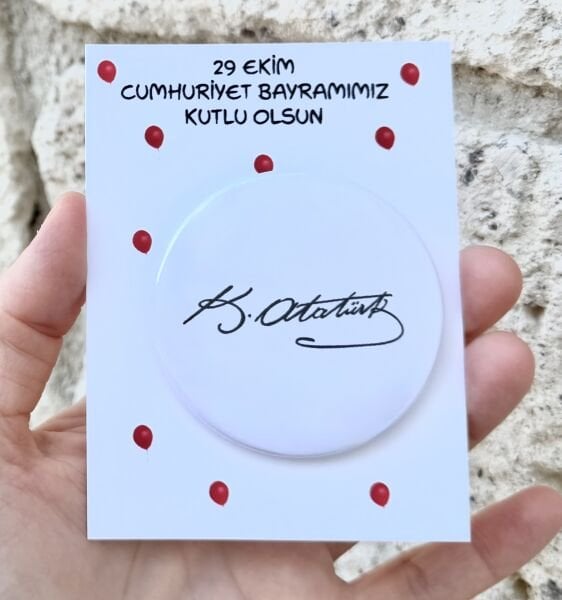 29 EKİM
CUMHURİYET BAYRAMIMIZ
KUTLU OLSUN
K. Atatürk